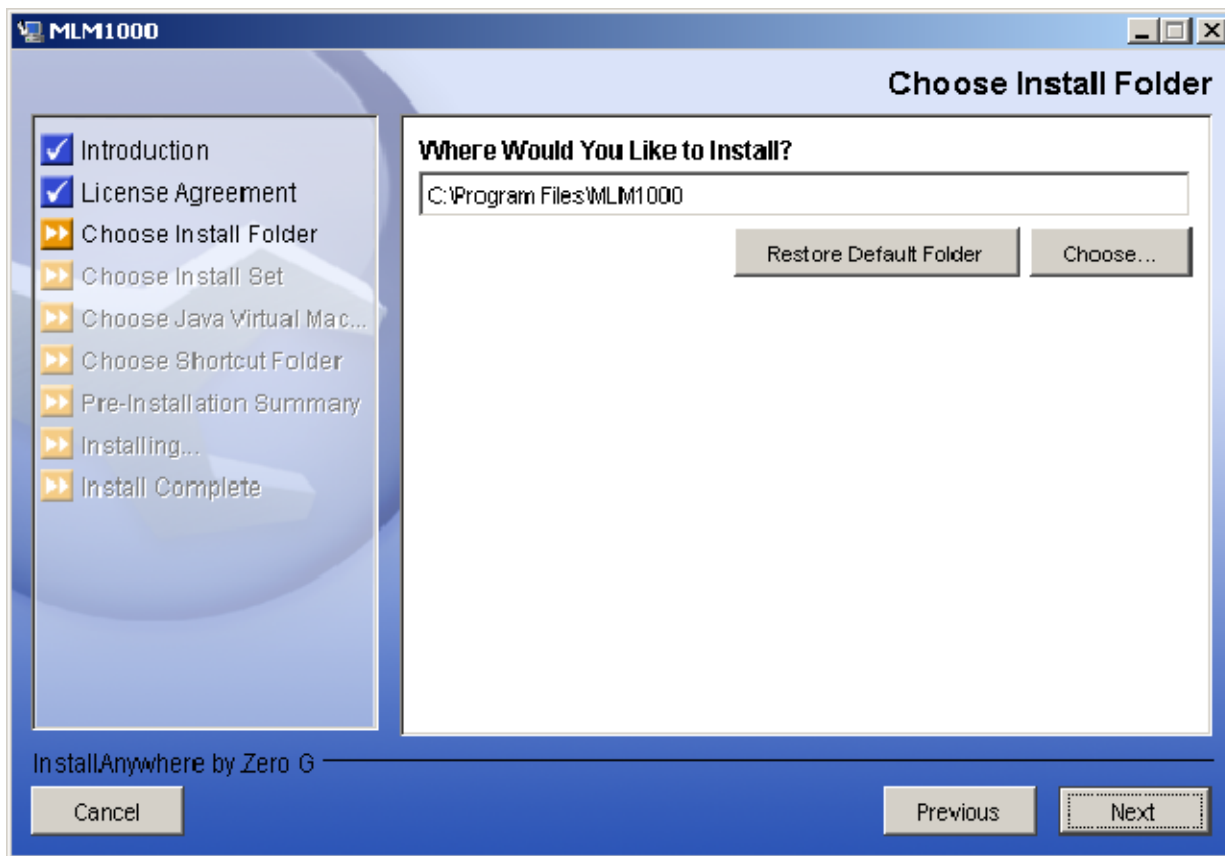 MLM1000
Choose Install Folder
Introduction
License Agreement
Choose Install Folder
Choose Install Set
Choose Java Virtual Mac...
Choose Shortcut Folder
Pre-Installation Summary
Installing...
Install Complete
Where Would You Like to Install?
C:\Program Files\MLM1000
Restore Default Folder
Choose...
InstallAnywhere by Zero G
Cancel
Previous
Next